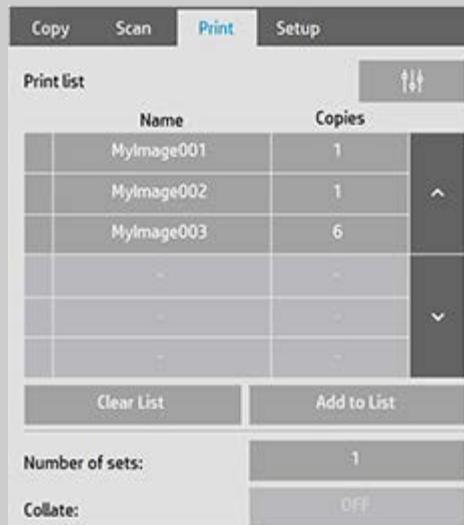 Copy Scan Print Setup
Print list
Name Copies
MyImage001 1
MyImage002 1
MyImage003 6
- -
- -
- -
Clear List Add to List
Number of sets: 1
Collate: OFF